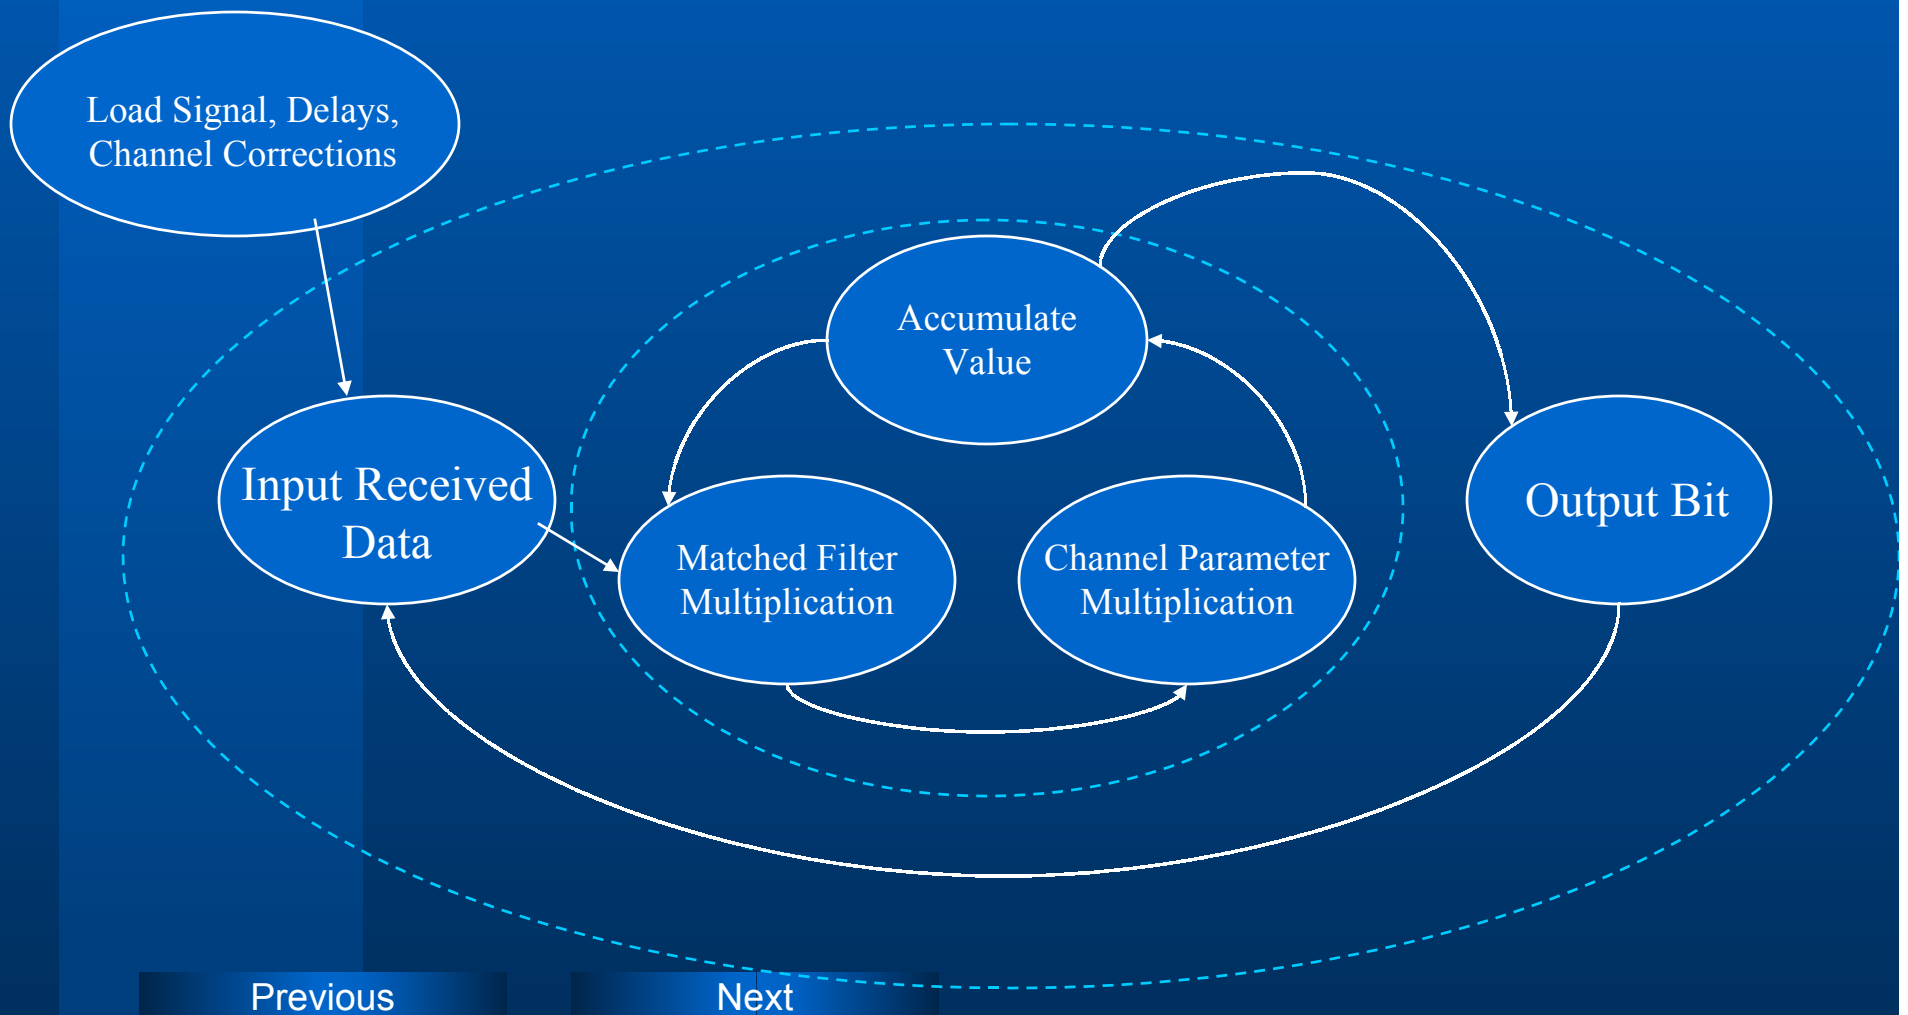 Load Signal, Delays,
Channel Corrections
Accumulate
Value
Input Received
Data
Matched Filter
Multiplication
Channel Parameter
Multiplication
Output Bit
Previous
Next